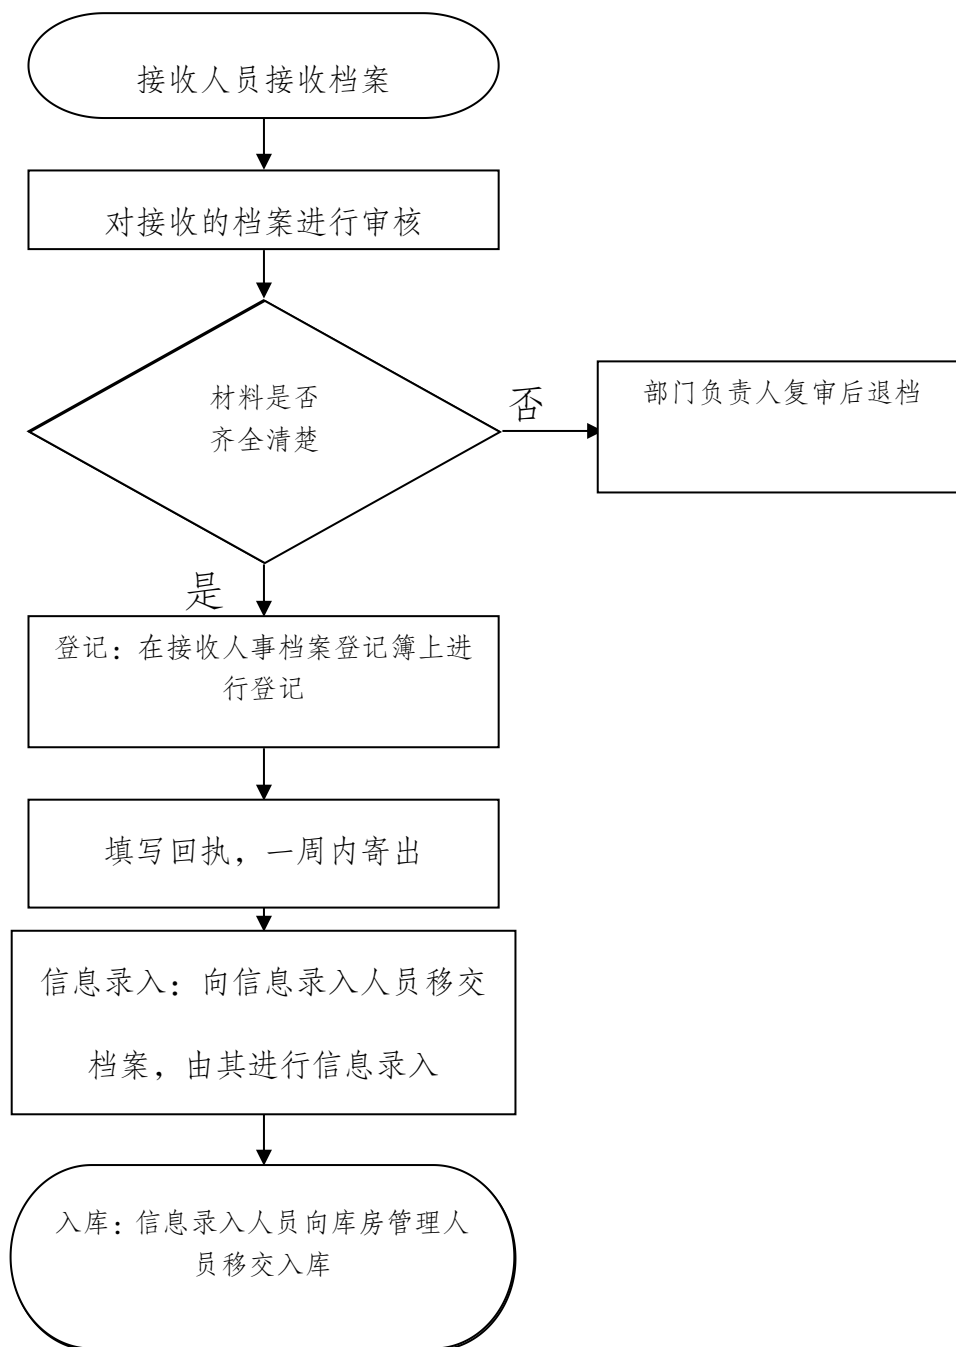 接收人员接收档案
对接收的档案进行审核
材料是否
齐全清楚
否
部门负责人复审后退档
是
登记：在接收人事档案登记簿上进
行登记
填写回执，一周内寄出
信息录入：向信息录入人员移交
档案，由其进行信息录入
入库：信息录入人员向库房管理人
员移交入库